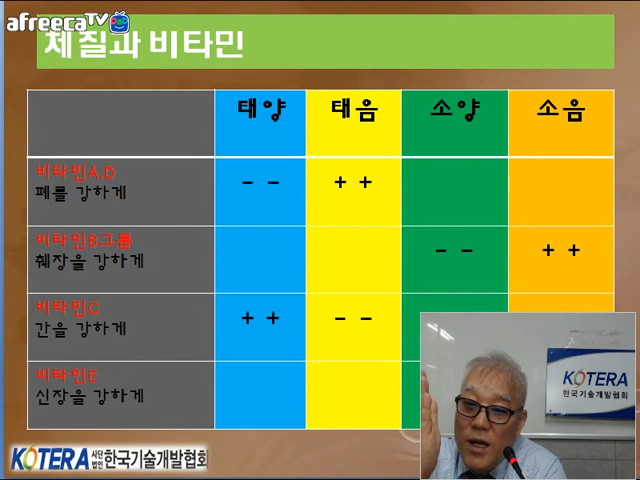 afreecaTV
체질과 비타민
태양 태음 소양 소음
비타민A,D
폐를 강하게
- - + +
비타민B그룹
췌장을 강하게
- - + +
비타민C
간을 강하게
+ + - -
비타민E
신장을 강하게
KOTERA
한국기술개발협회
KOTERA 사단법인 한국기술개발협회